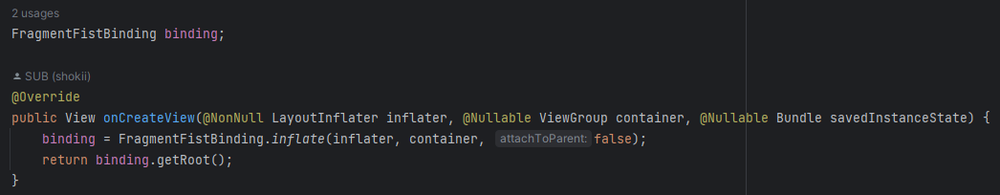 2 usages
FragmentFistBinding binding;
SUB (shokii)
@Override
public View onCreateView(@NonNull LayoutInflater inflater, @Nullable ViewGroup container, @Nullable Bundle savedInstanceState) {
    binding = FragmentFistBinding.inflate(inflater, container, attachToParent: false);
    return binding.getRoot();
}